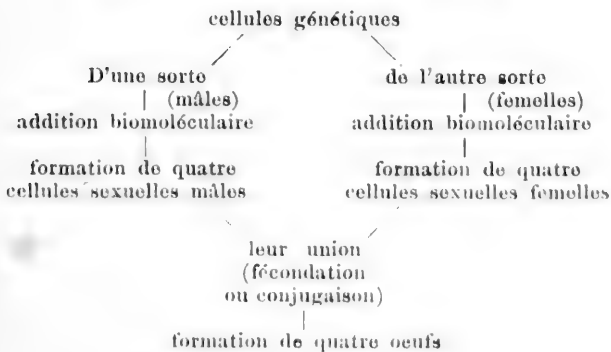 cellules génétiques
D'une sorte
(mâles)
addition biomoléculaire
formation de quatre
cellules sexuelles mâles
de l'autre sorte
(femelles)
addition biomoléculaire
formation de quatre
cellules sexuelles femelles
leur union
(fécondation
ou conjugaison)
formation de quatre oeufs